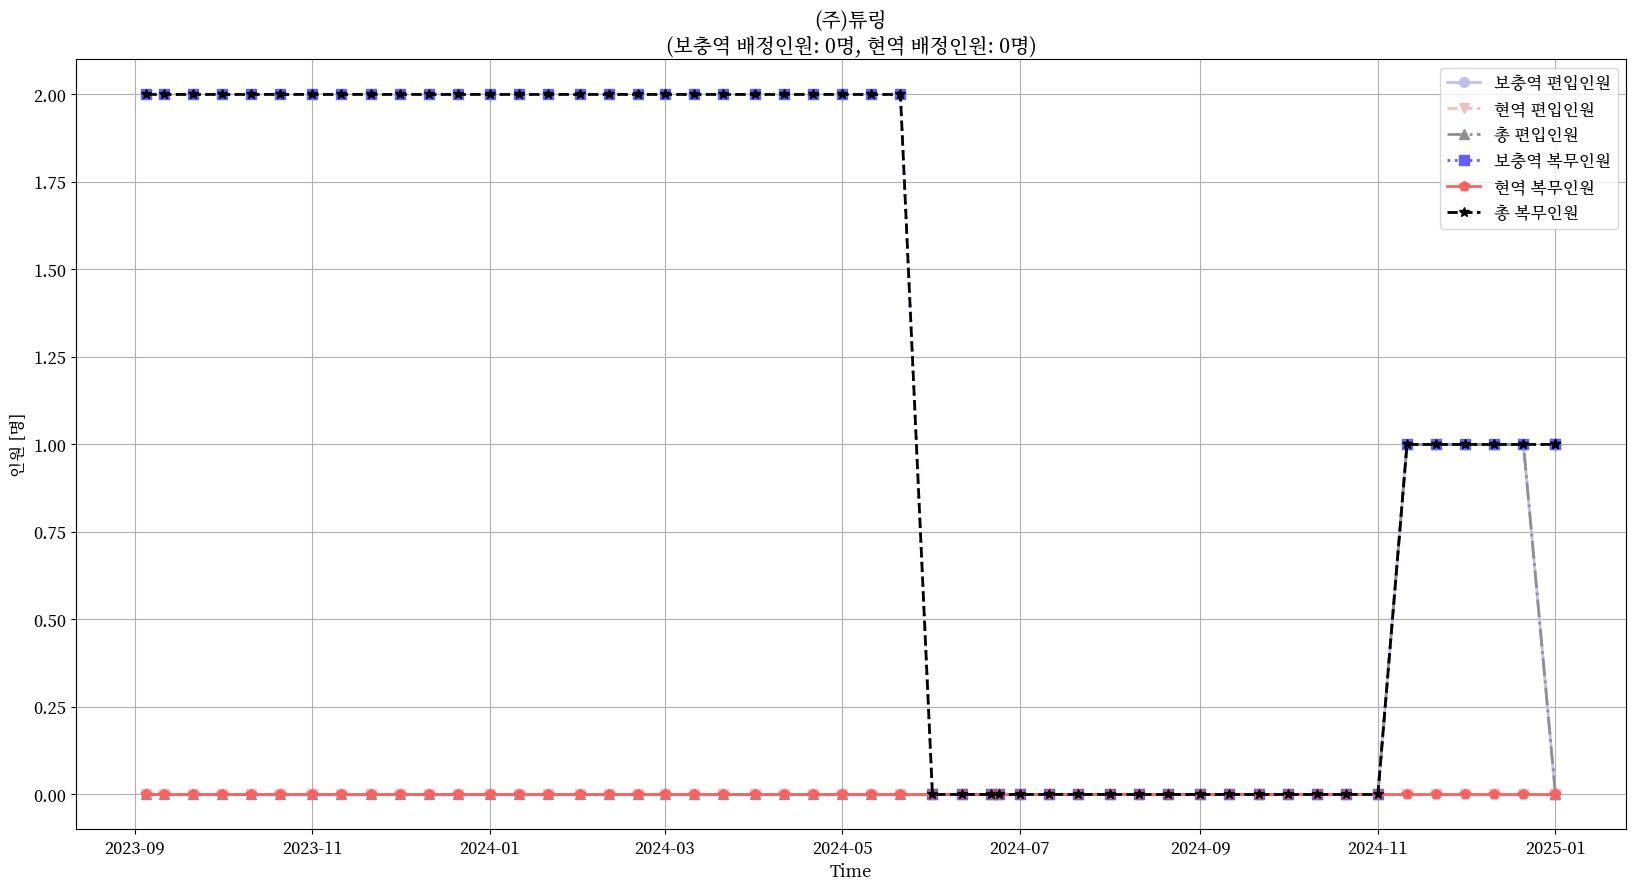 (주)튜링
(보충역 배정인원: 0명, 현역 배정인원: 0명)
보충역 편입인원
현역 편입인원
총 편입인원
보충역 복무인원
현역 복무인원
총 복무인원
인원 [명]
2.00
1.75
1.50
1.25
1.00
0.75
0.50
0.25
0.00
2023-09 2023-11 2024-01 2024-03 2024-05 2024-07 2024-09 2024-11 2025-01
Time